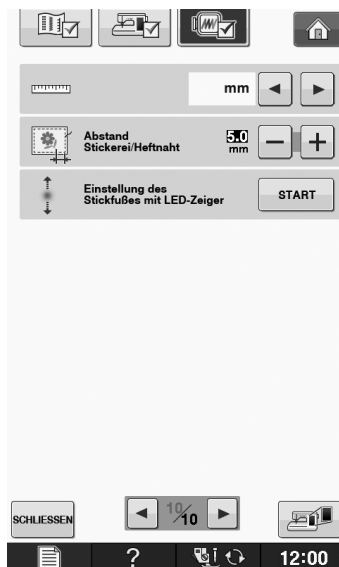 mm
Abstand
Stickerei/Heftnaht
5.0
mm
Einstellung des
Stickfußes mit LED-Zeiger
START
SCHLIESSEN
10/10
?
12:00